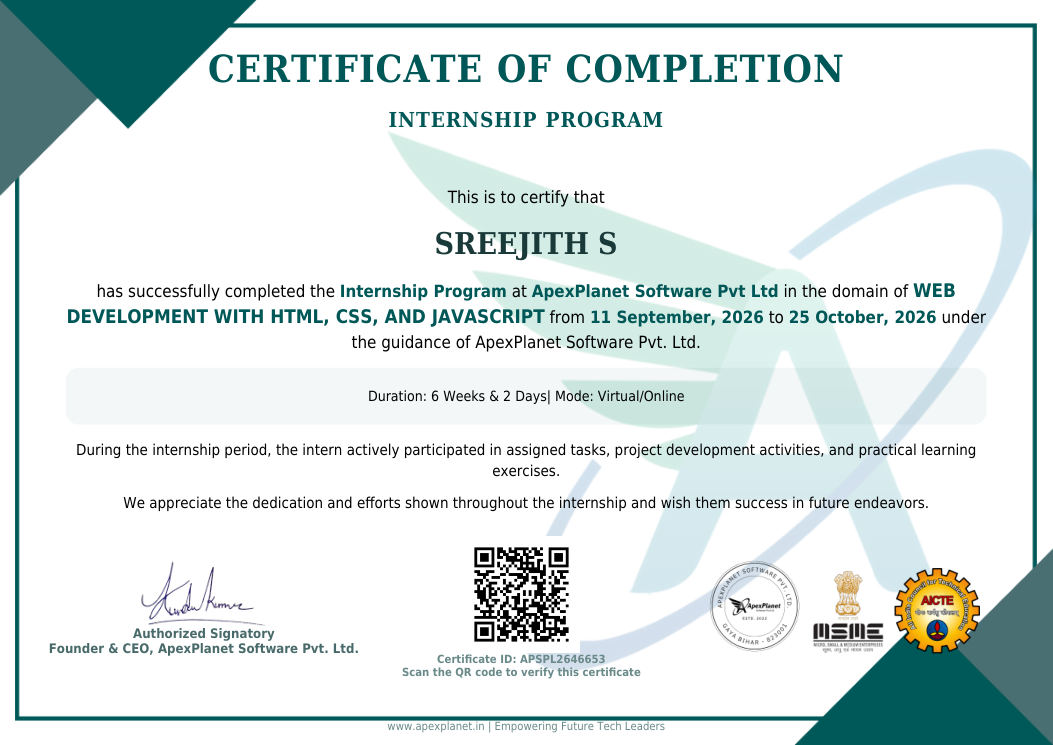 CERTIFICATE OF COMPLETION
INTERNSHIP PROGRAM
This is to certify that
SREEJITH S
has successfully completed the Internship Program at ApexPlanet Software Pvt Ltd in the domain of WEB
DEVELOPMENT WITH HTML, CSS, AND JAVASCRIPT from 11 September, 2026 to 25 October, 2026 under
the guidance of ApexPlanet Software Pvt. Ltd.
Duration: 6 Weeks & 2 Days| Mode: Virtual/Online
During the internship period, the intern actively participated in assigned tasks, project development activities, and practical learning
exercises.
We appreciate the dedication and efforts shown throughout the internship and wish them success in future endeavors.
Authorized Signatory
Founder & CEO, ApexPlanet Software Pvt. Ltd.
Certificate ID: APSPL2646653
Scan the QR code to verify this certificate
APEXPLANET SOFTWARE PVT. LTD.
ApexPlanet
ESTD. 2022
GAYA BIHAR - 823001
MSME
MICRO, SMALL & MEDIUM ENTERPRISES
AICTE
www.apexplanet.in | Empowering Future Tech Leaders